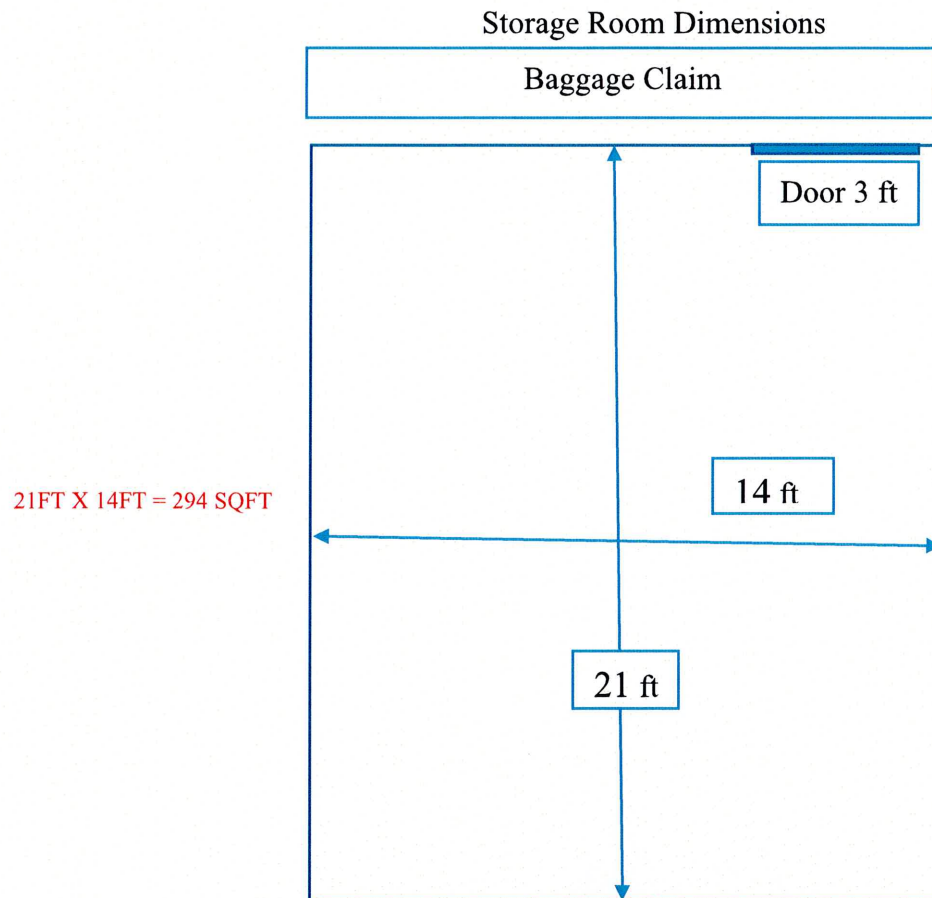 Storage Room Dimensions
Baggage Claim
Door 3 ft
14 ft
21FT X 14FT = 294 SQFT
21 ft